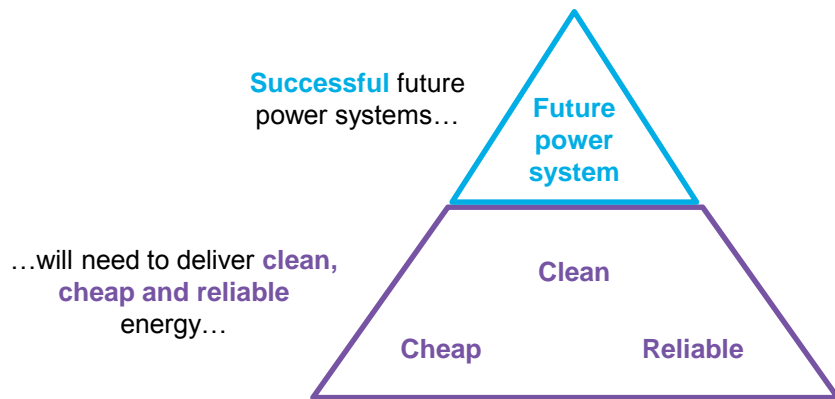 Successful future
power systems…
Future
power
system
…will need to deliver clean,
cheap and reliable
energy…
Clean
Cheap
Reliable